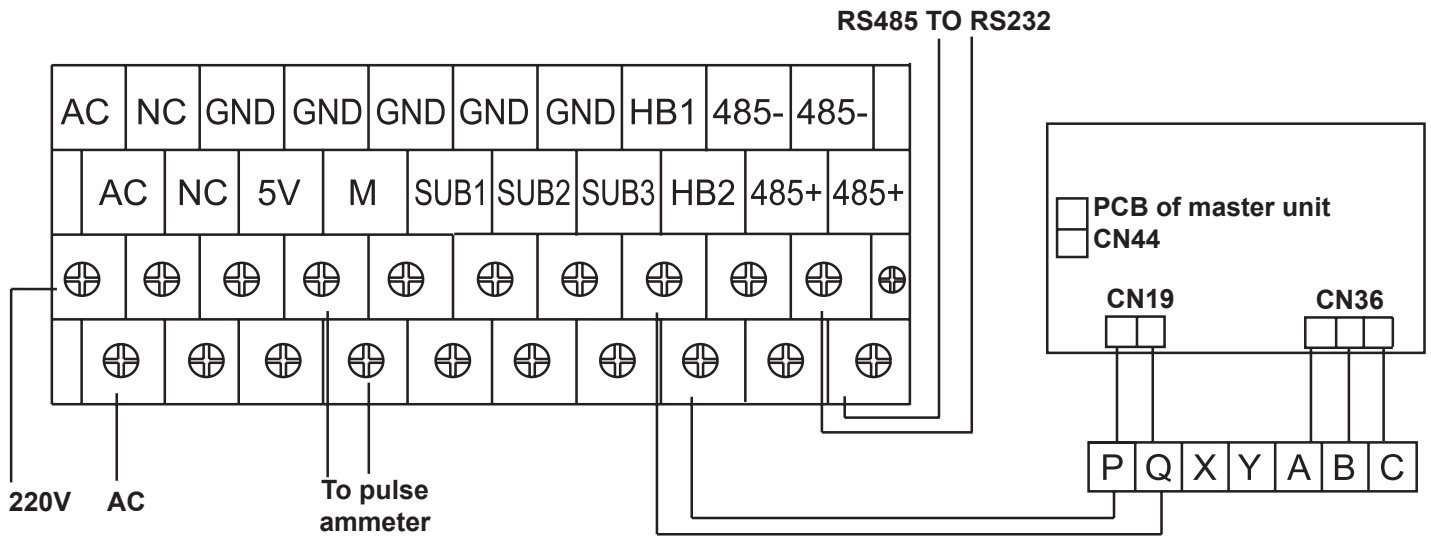 RS485 TO RS232
AC NC GND GND GND GND GND HB1 485- 485-
AC NC 5V M SUB1 SUB2 SUB3 HB2 485+ 485+
PCB of master unit
CN44
CN19 CN36
P Q X Y A B C
220V AC
To pulse
ammeter